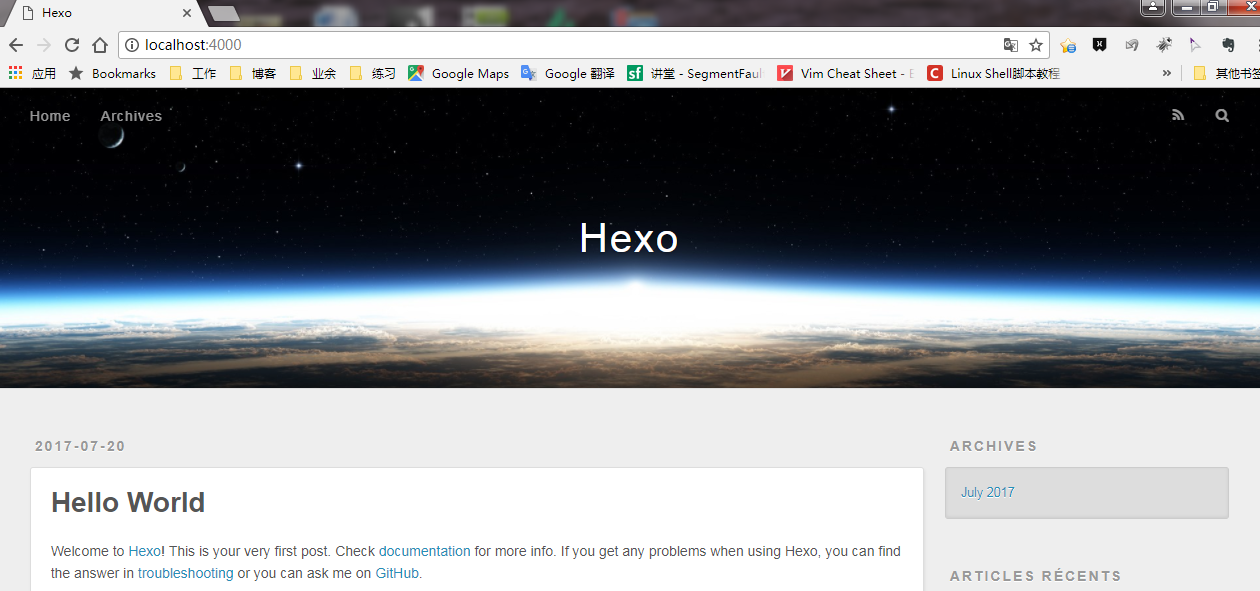 Hexo
localhost:4000
应用 Bookmarks 工作 博客 业余 练习 Google Maps Google 翻译 讲堂 - SegmentFaul Vim Cheat Sheet - E Linux Shell脚本教程 » 其他书签
Home Archives
Hexo
2017-07-20
Hello World
Welcome to Hexo! This is your very first post. Check documentation for more info. If you get any problems when using Hexo, you can find
the answer in troubleshooting or you can ask me on GitHub.
ARCHIVES
July 2017
ARTICLES RÉCENTS